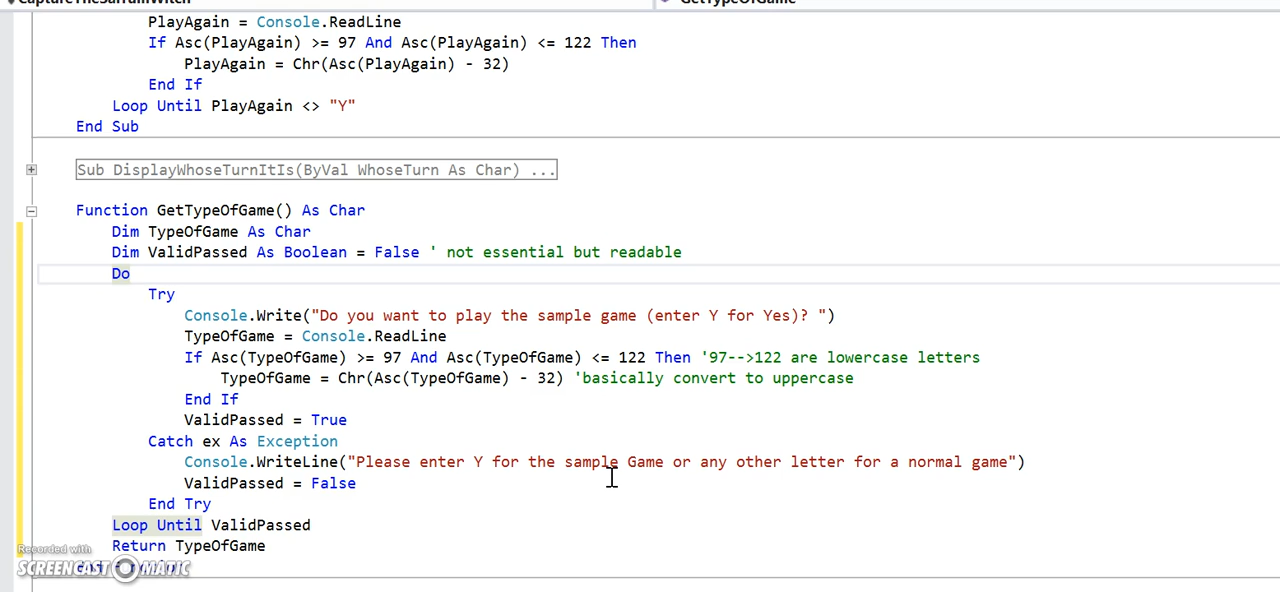 CaptureTheSarrumWitch GetTypeOfGame
PlayAgain = Console.ReadLine
If Asc(PlayAgain) >= 97 And Asc(PlayAgain) <= 122 Then
PlayAgain = Chr(Asc(PlayAgain) - 32)
End If
Loop Until PlayAgain <> "Y"
End Sub
Sub DisplayWhoseTurnItIs(ByVal WhoseTurn As Char) ...
Function GetTypeOfGame() As Char
Dim TypeOfGame As Char
Dim ValidPassed As Boolean = False ' not essential but readable
Do
Try
Console.Write("Do you want to play the sample game (enter Y for Yes)? ")
TypeOfGame = Console.ReadLine
If Asc(TypeOfGame) >= 97 And Asc(TypeOfGame) <= 122 Then '97-->122 are lowercase letters
TypeOfGame = Chr(Asc(TypeOfGame) - 32) 'basically convert to uppercase
End If
ValidPassed = True
Catch ex As Exception
Console.WriteLine("Please enter Y for the sample Game or any other letter for a normal game")
ValidPassed = False
End Try
Loop Until ValidPassed
Return TypeOfGame
Recorded with
SCREENCAST-O-MATIC